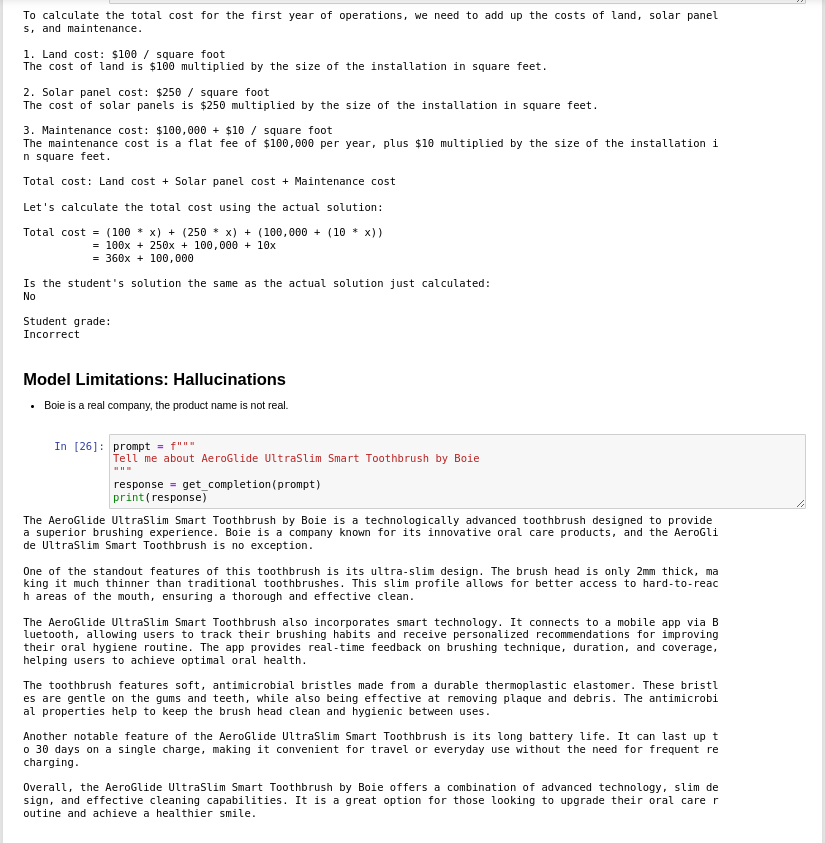 To calculate the total cost for the first year of operations, we need to add up the costs of land, solar panel
s, and maintenance.
1. Land cost: $100 / square foot
The cost of land is $100 multiplied by the size of the installation in square feet.
2. Solar panel cost: $250 / square foot
The cost of solar panels is $250 multiplied by the size of the installation in square feet.
3. Maintenance cost: $100,000 + $10 / square foot
The maintenance cost is a flat fee of $100,000 per year, plus $10 multiplied by the size of the installation i
n square feet.
Total cost: Land cost + Solar panel cost + Maintenance cost
Let's calculate the total cost using the actual solution:
Total cost = (100 * x) + (250 * x) + (100,000 + (10 * x))
= 100x + 250x + 100,000 + 10x
= 360x + 100,000
Is the student's solution the same as the actual solution just calculated:
No
Student grade:
Incorrect
Model Limitations: Hallucinations
• Boie is a real company, the product name is not real.
In [26]: prompt = f"""
Tell me about AeroGlide UltraSlim Smart Toothbrush by Boie
"""
response = get_completion(prompt)
print(response)
The AeroGlide UltraSlim Smart Toothbrush by Boie is a technologically advanced toothbrush designed to provide
a superior brushing experience. Boie is a company known for its innovative oral care products, and the AeroGli
de UltraSlim Smart Toothbrush is no exception.
One of the standout features of this toothbrush is its ultra-slim design. The brush head is only 2mm thick, ma
king it much thinner than traditional toothbrushes. This slim profile allows for better access to hard-to-reac
h areas of the mouth, ensuring a thorough and effective clean.
The AeroGlide UltraSlim Smart Toothbrush also incorporates smart technology. It connects to a mobile app via B
luetooth, allowing users to track their brushing habits and receive personalized recommendations for improving
their oral hygiene routine. The app provides real-time feedback on brushing technique, duration, and coverage,
helping users to achieve optimal oral health.
The toothbrush features soft, antimicrobial bristles made from a durable thermoplastic elastomer. These bristl
es are gentle on the gums and teeth, while also being effective at removing plaque and debris. The antimicrobi
al properties help to keep the brush head clean and hygienic between uses.
Another notable feature of the AeroGlide UltraSlim Smart Toothbrush is its long battery life. It can last up t
o 30 days on a single charge, making it convenient for travel or everyday use without the need for frequent re
charging.
Overall, the AeroGlide UltraSlim Smart Toothbrush by Boie offers a combination of advanced technology, slim de
sign, and effective cleaning capabilities. It is a great option for those looking to upgrade their oral care r
outine and achieve a healthier smile.